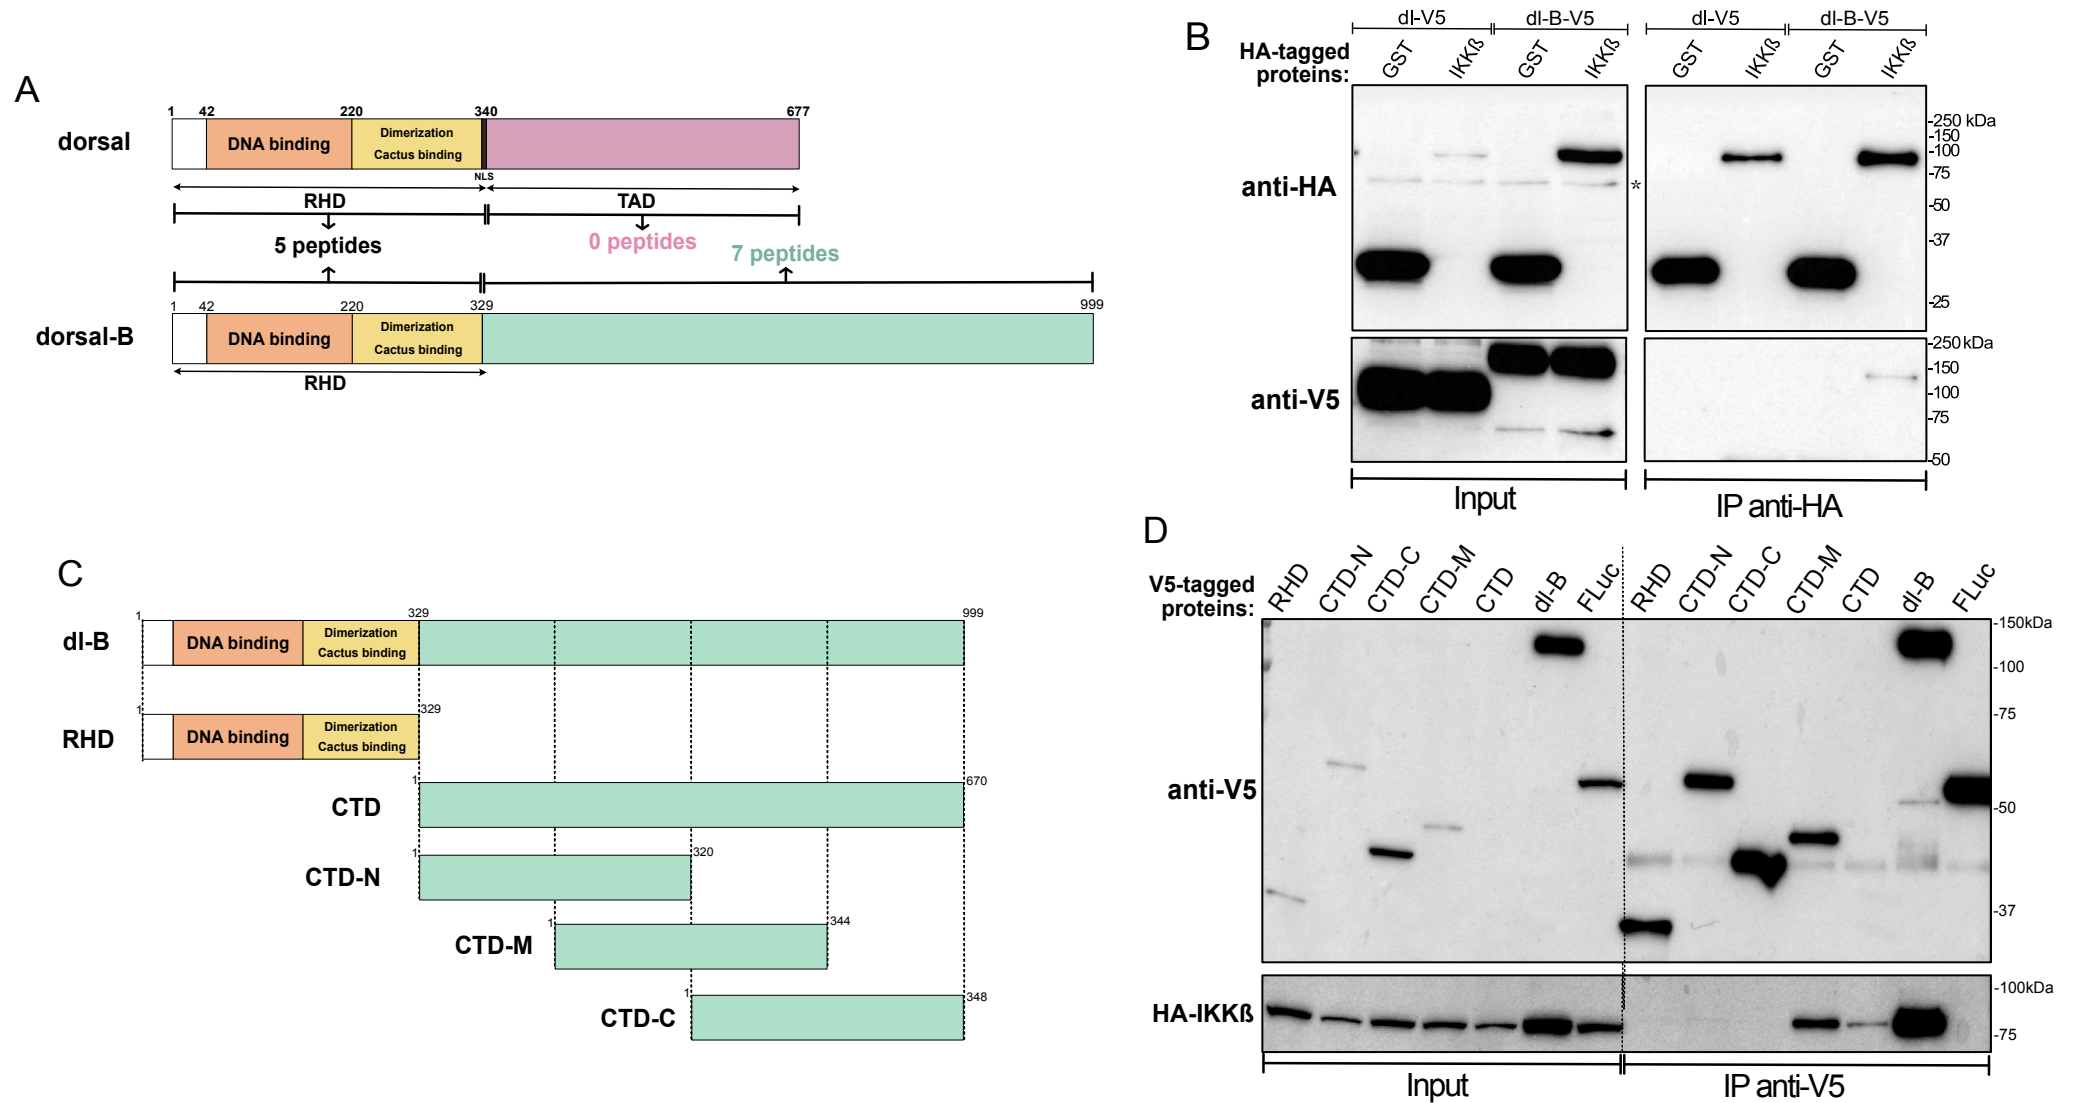 A
1 42 220 340 677
dorsal
DNA binding
Dimerization
Cactus binding
NLS
RHD TAD
5 peptides
0 peptides
7 peptides
1 42 220 329 999
dorsal-B
DNA binding
Dimerization
Cactus binding
RHD
B
dl-V5 dl-B-V5 dl-V5 dl-B-V5
HA-tagged
proteins:
GST IKKß GST IKKß GST IKKß GST IKKß
anti-HA
*
-250 kDa
-150
-100
-75
-50
-37
-25
anti-V5
-250 kDa
-150
-100
-75
-50
Input IP anti-HA
C
1 329 999
dl-B
DNA binding
Dimerization
Cactus binding
1 329
RHD
DNA binding
Dimerization
Cactus binding
1 670
CTD
1 320
CTD-N
1 344
CTD-M
1 348
CTD-C
D
V5-tagged
proteins:
RHD CTD-N CTD-C CTD-M CTD dl-B FLuc RHD CTD-N CTD-C CTD-M CTD dl-B FLuc
anti-V5
-150kDa
-100
-75
-50
-37
HA-IKKß
-100kDa
-75
Input IP anti-V5